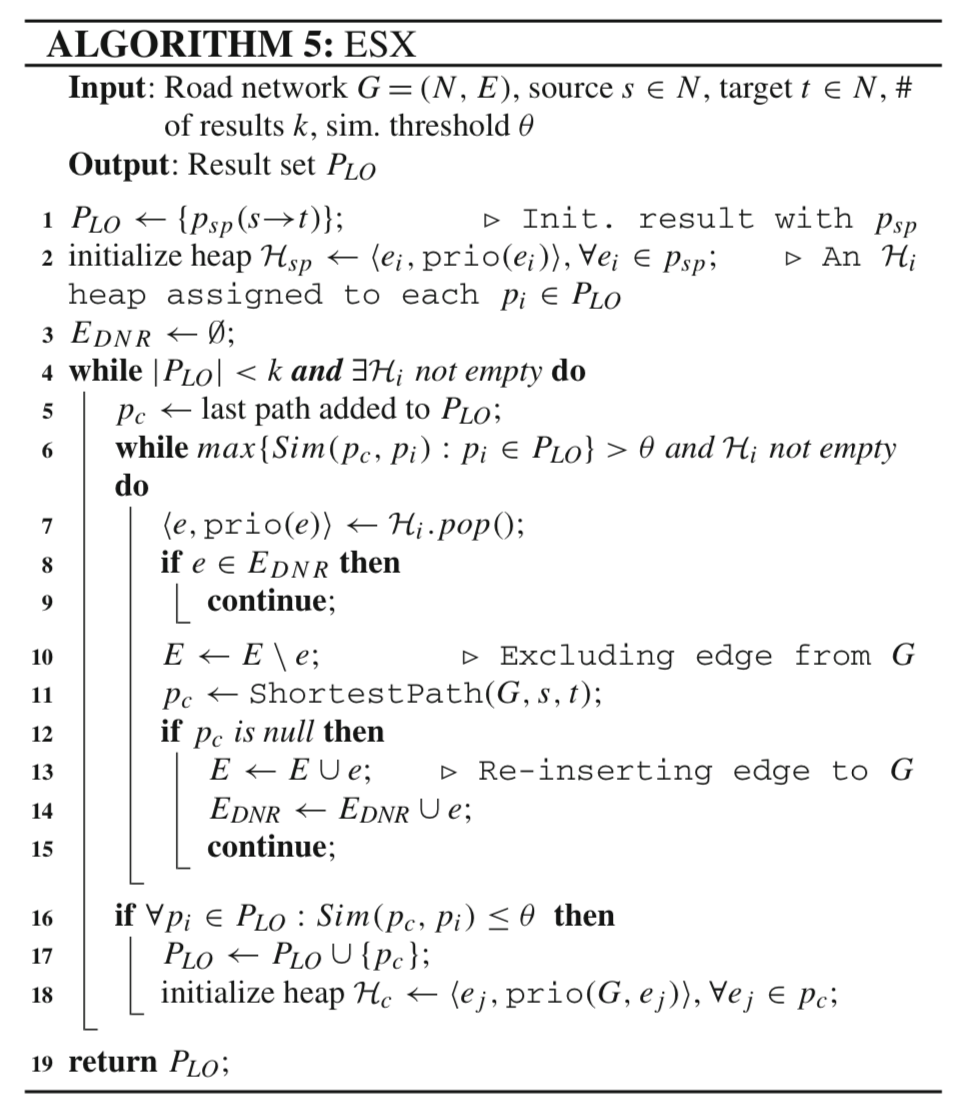 ALGORITHM 5: ESX
Input: Road network G = (N, E), source s ∈ N, target t ∈ N, #
of results k, sim. threshold θ
Output: Result set P_LO
1 P_LO ← {p_sp(s→t)}; ▷ Init. result with p_sp
2 initialize heap ℋ_sp ← ⟨e_i, prio(e_i)⟩, ∀e_i ∈ p_sp; ▷ An ℋ_i
heap assigned to each p_i ∈ P_LO
3 E_DNR ← ∅;
4 while |P_LO| < k and ∃ℋ_i not empty do
5 p_c ← last path added to P_LO;
6 while max{Sim(p_c, p_i) : p_i ∈ P_LO} > θ and ℋ_i not empty
do
7 ⟨e, prio(e)⟩ ← ℋ_i.pop();
8 if e ∈ E_DNR then
9 continue;
10 E ← E \ e; ▷ Excluding edge from G
11 p_c ← ShortestPath(G, s, t);
12 if p_c is null then
13 E ← E ∪ e; ▷ Re-inserting edge to G
14 E_DNR ← E_DNR ∪ e;
15 continue;
16 if ∀p_i ∈ P_LO : Sim(p_c, p_i) ≤ θ then
17 P_LO ← P_LO ∪ {p_c};
18 initialize heap ℋ_c ← ⟨e_j, prio(G, e_j)⟩, ∀e_j ∈ p_c;
19 return P_LO;